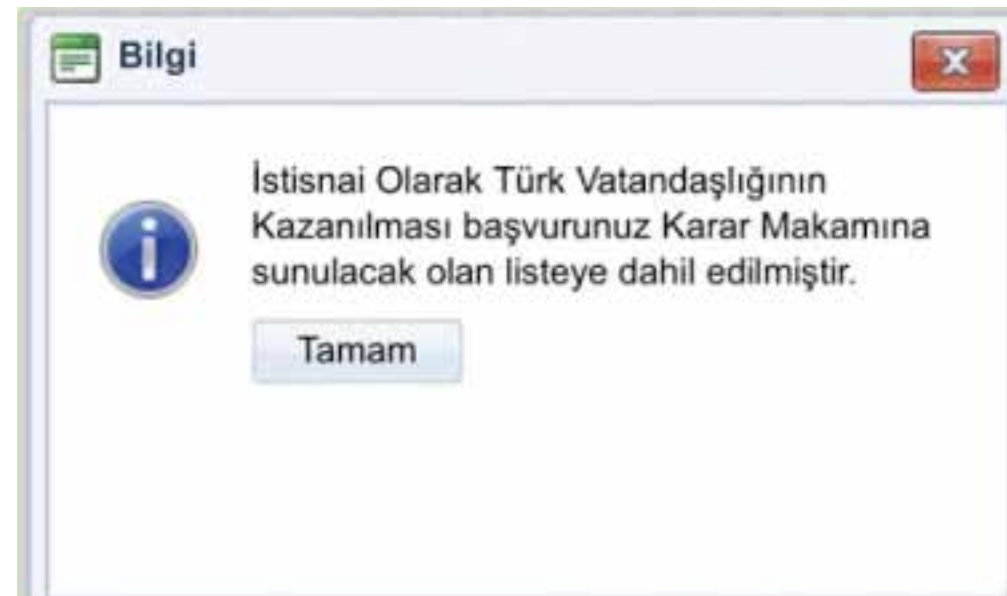 Bilgi
İstisnai Olarak Türk Vatandaşlığının
Kazanılması başvurunuz Karar Makamına
sunulacak olan listeye dahil edilmiştir.
Tamam